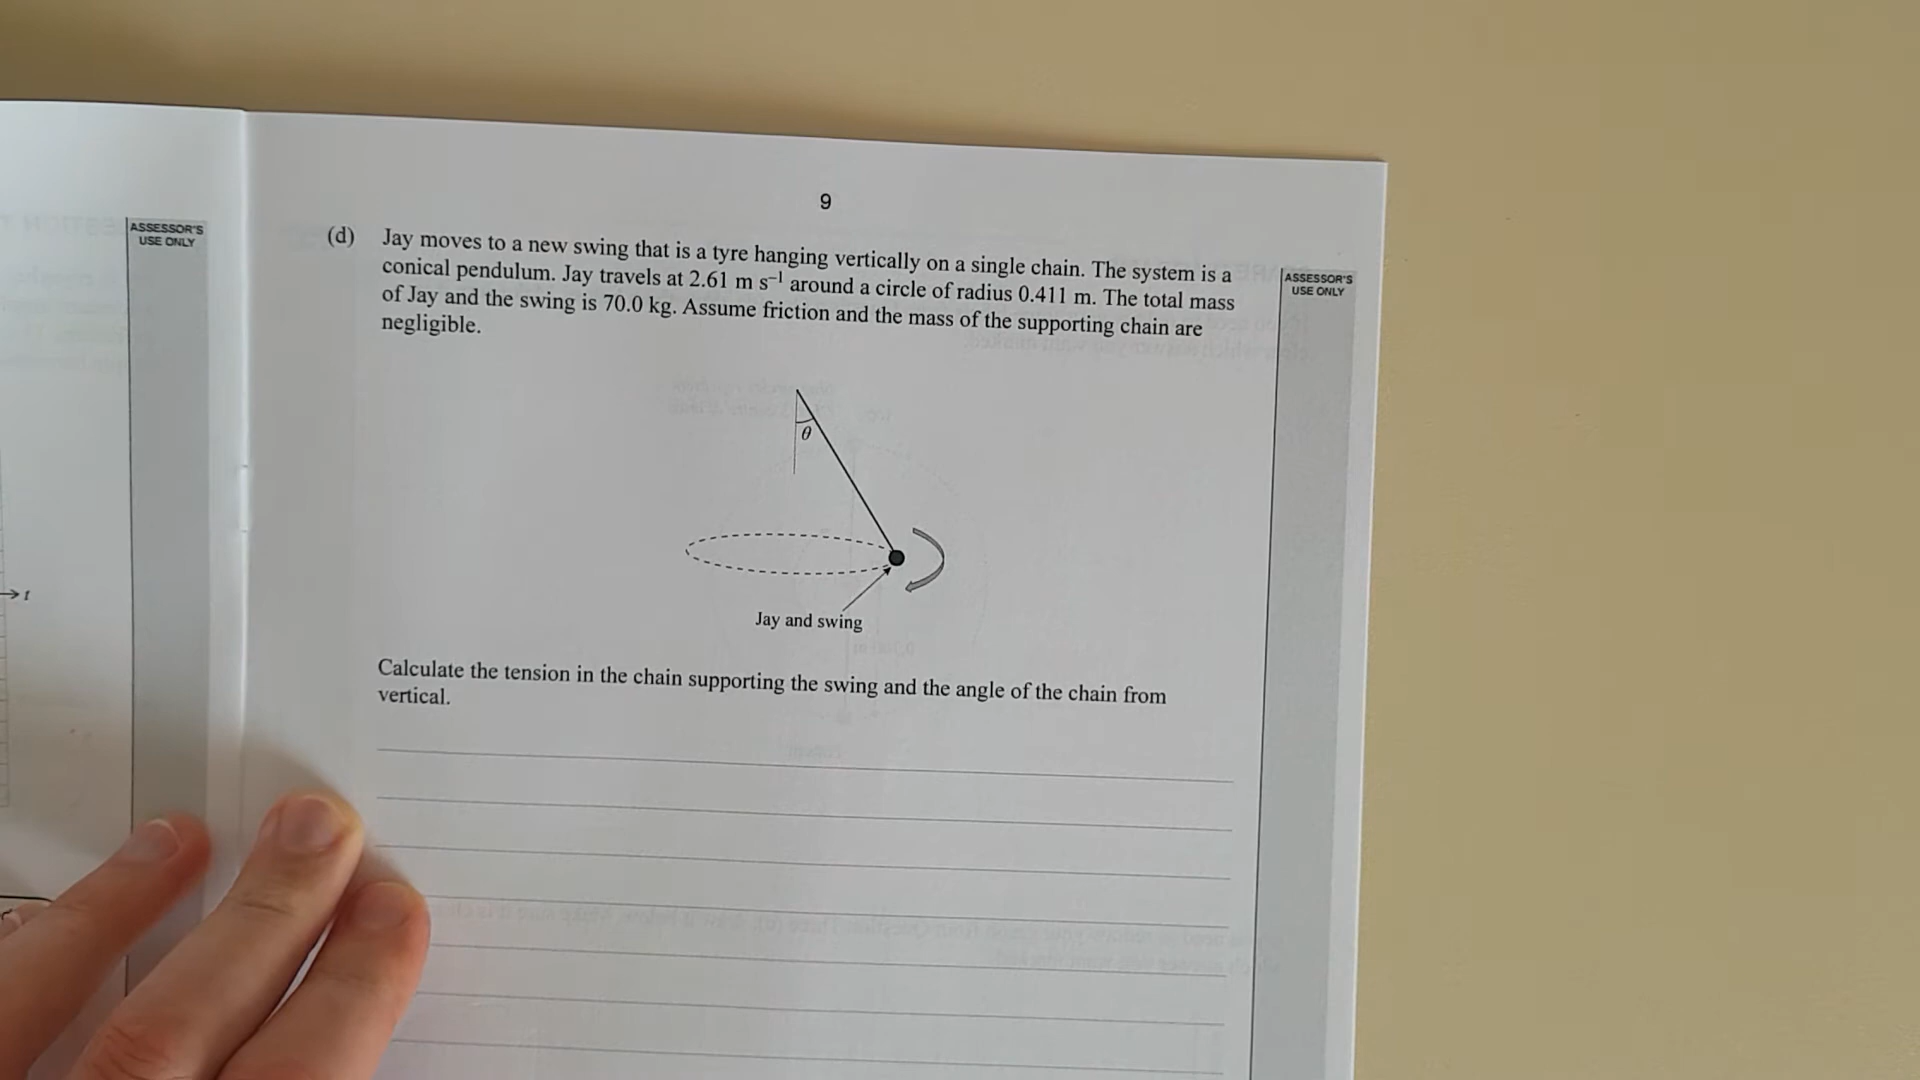 9
ASSESSOR'S
USE ONLY
(d) Jay moves to a new swing that is a tyre hanging vertically on a single chain. The system is a
conical pendulum. Jay travels at 2.61 m s⁻¹ around a circle of radius 0.411 m. The total mass
of Jay and the swing is 70.0 kg. Assume friction and the mass of the supporting chain are
negligible.
ASSESSOR'S
USE ONLY
θ
t
Jay and swing
Calculate the tension in the chain supporting the swing and the angle of the chain from
vertical.